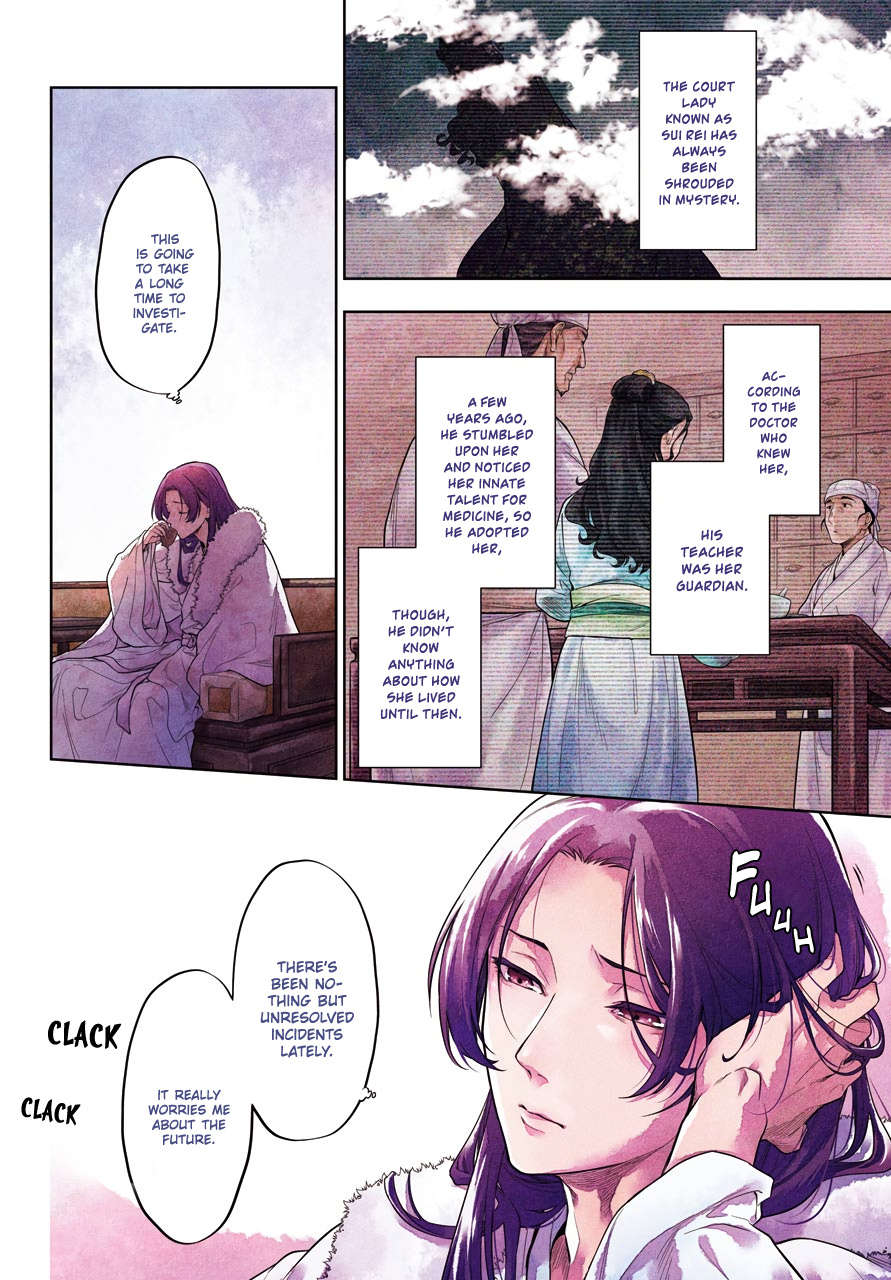 THE COURT
LADY
KNOWN AS
SUI REI HAS
ALWAYS
BEEN
SHROUDED
IN MYSTERY.
AC-
CORDING
TO THE
DOCTOR
WHO
KNEW
HER,
HIS
TEACHER
WAS HER
GUARDIAN.
A FEW
YEARS AGO,
HE STUMBLED
UPON HER
AND NOTICED
HER INNATE
TALENT FOR
MEDICINE, SO
HE ADOPTED
HER,
THOUGH,
HE DIDN'T
KNOW
ANYTHING
ABOUT HOW
SHE LIVED
UNTIL THEN.
THIS
IS GOING
TO TAKE
A LONG
TIME TO
INVESTI-
GATE.
FUUH
THERE'S
BEEN NO-
THING BUT
UNRESOLVED
INCIDENTS
LATELY.
IT REALLY
WORRIES ME
ABOUT THE
FUTURE.
CLACK
CLACK